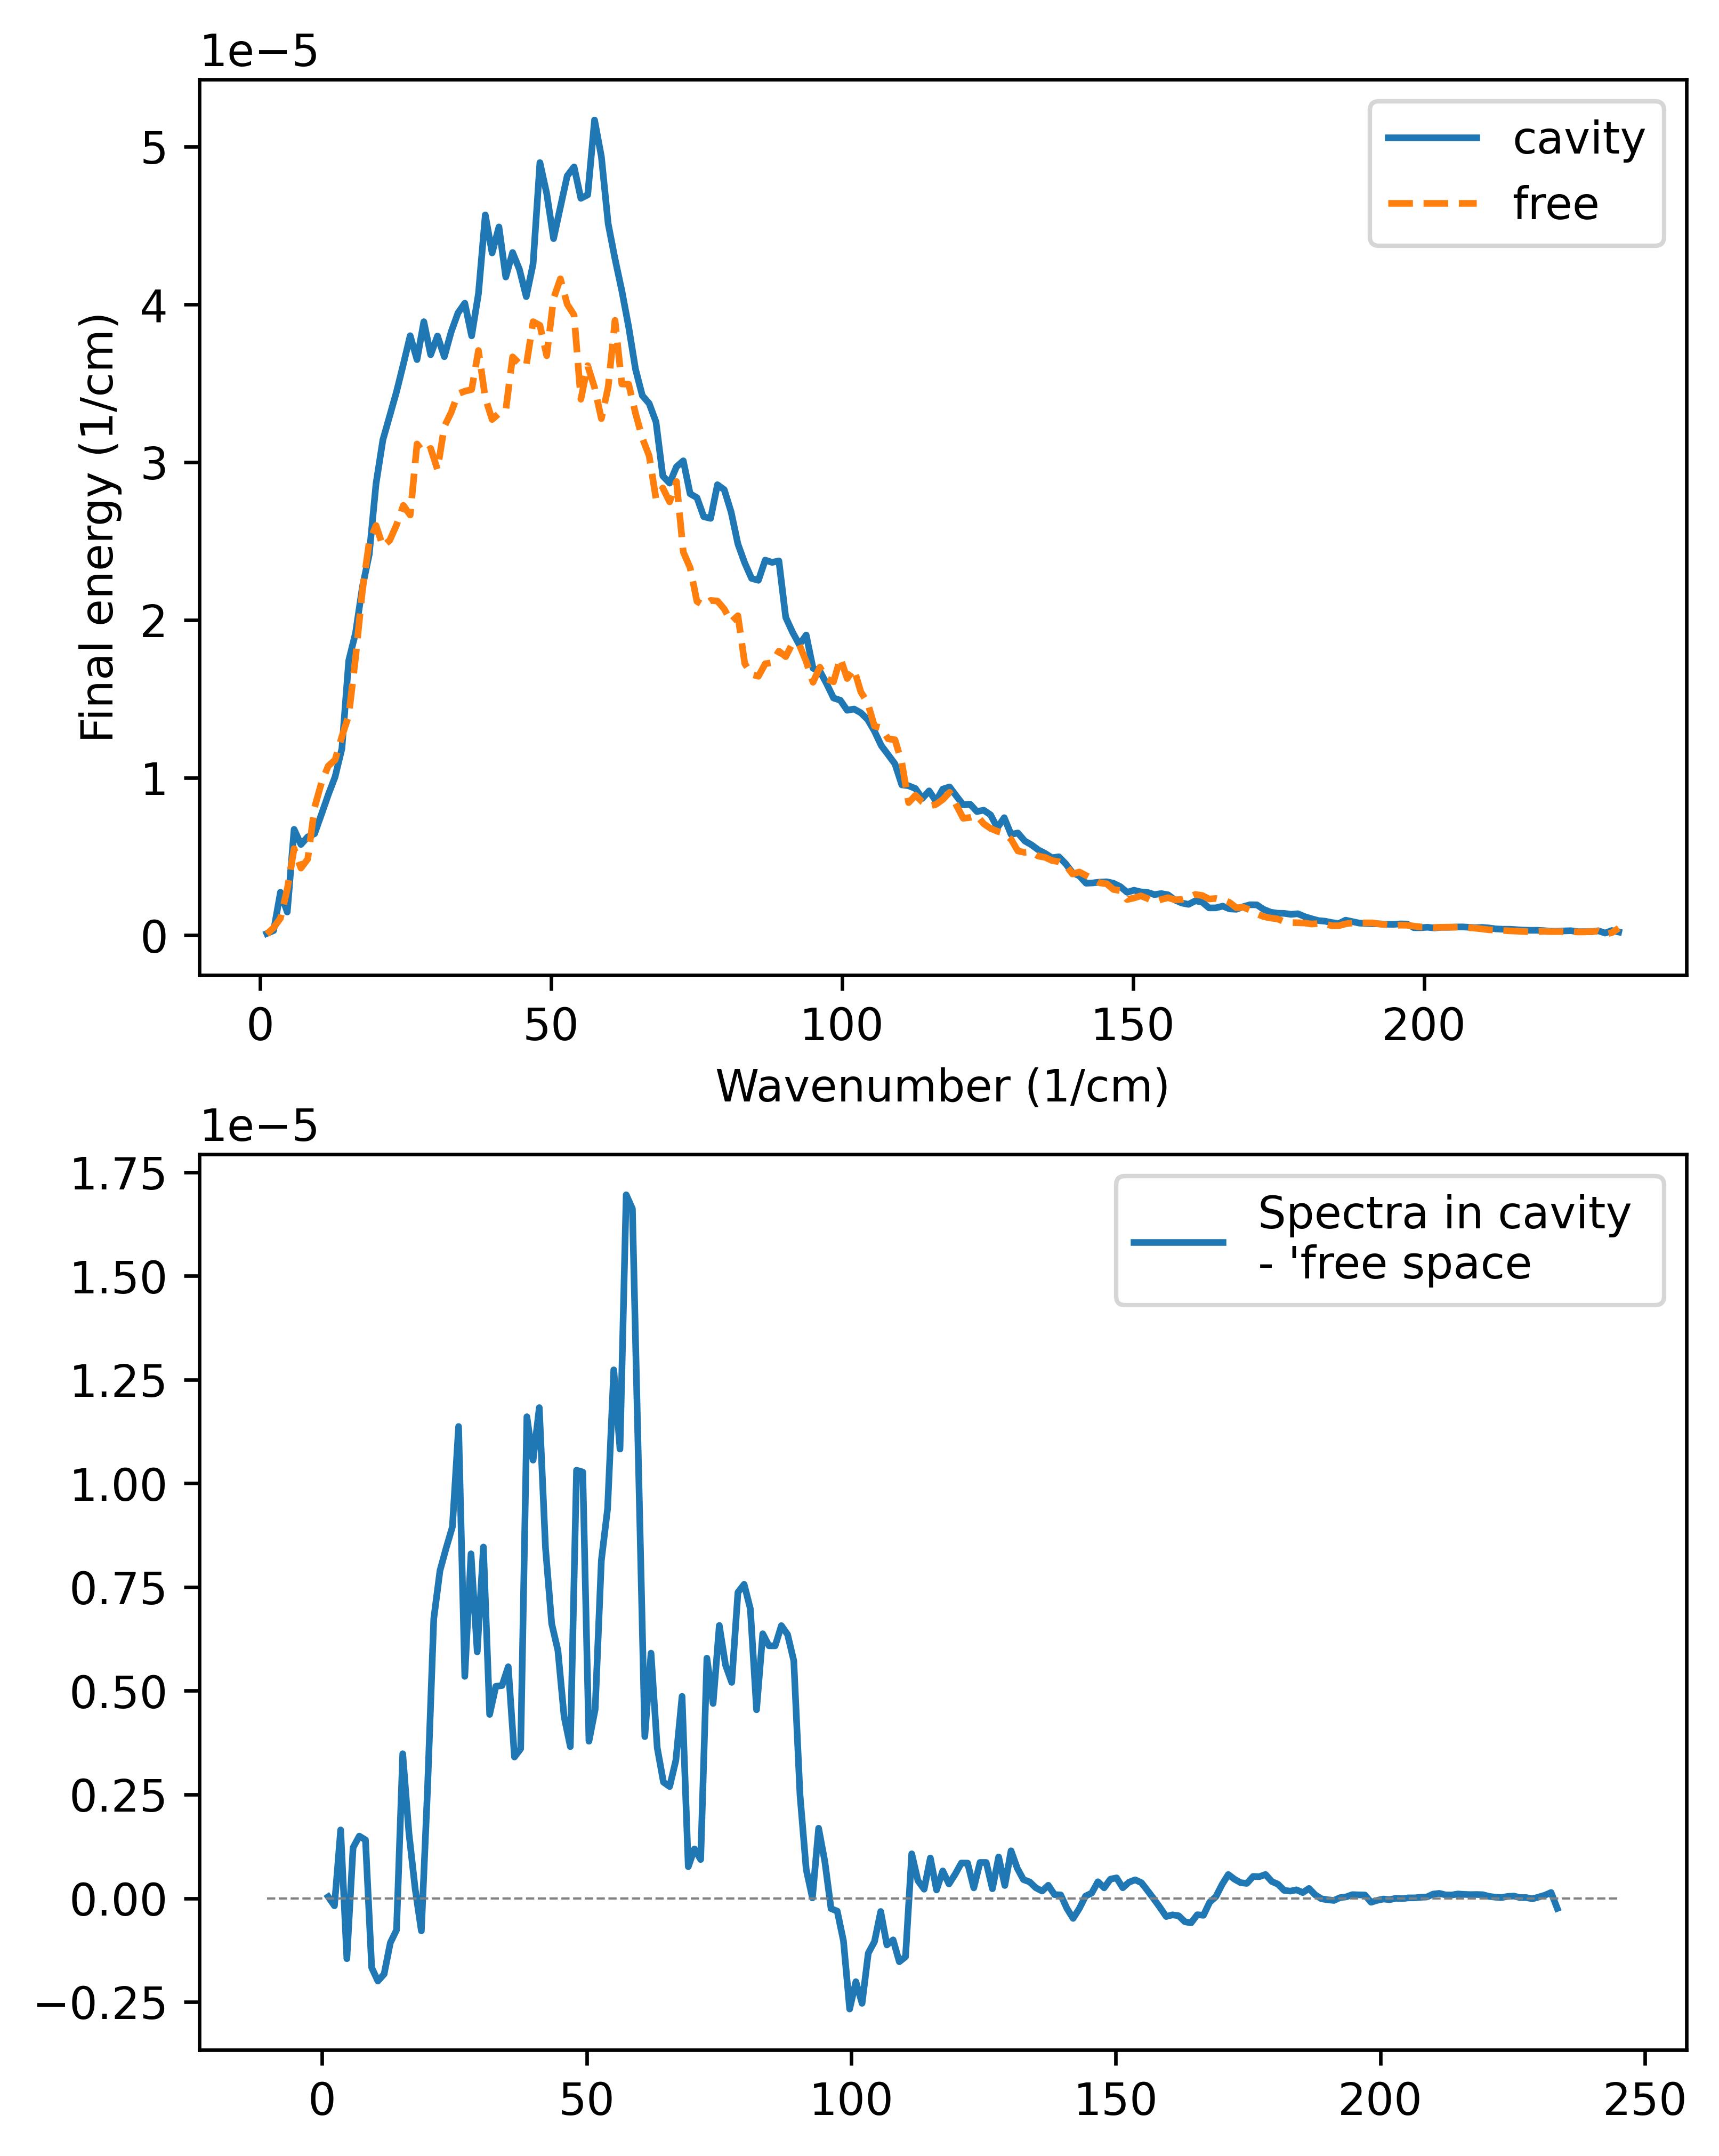 1e−5
5
4
3
2
1
0
Final energy (1/cm)
cavity
free
0 50 100 150 200
Wavenumber (1/cm)
1e−5
1.75
1.50
1.25
1.00
0.75
0.50
0.25
0.00
−0.25
Spectra in cavity
- 'free space
0 50 100 150 200 250